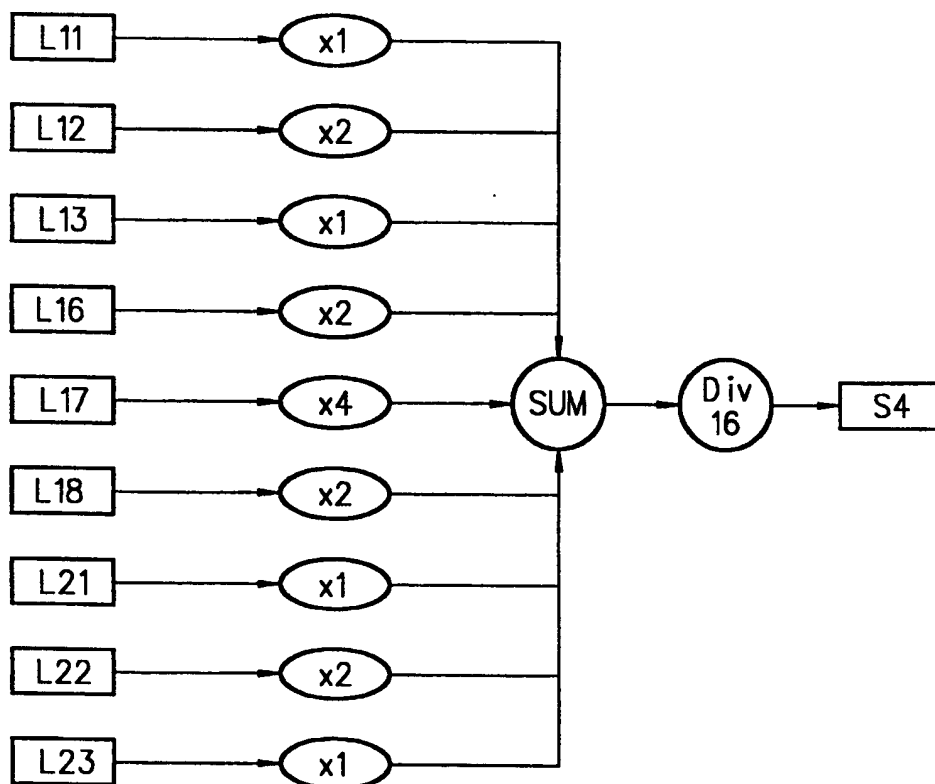 L11 x1
L12 x2
L13 x1
L16 x2
L17 x4 SUM Div 16 S4
L18 x2
L21 x1
L22 x2
L23 x1